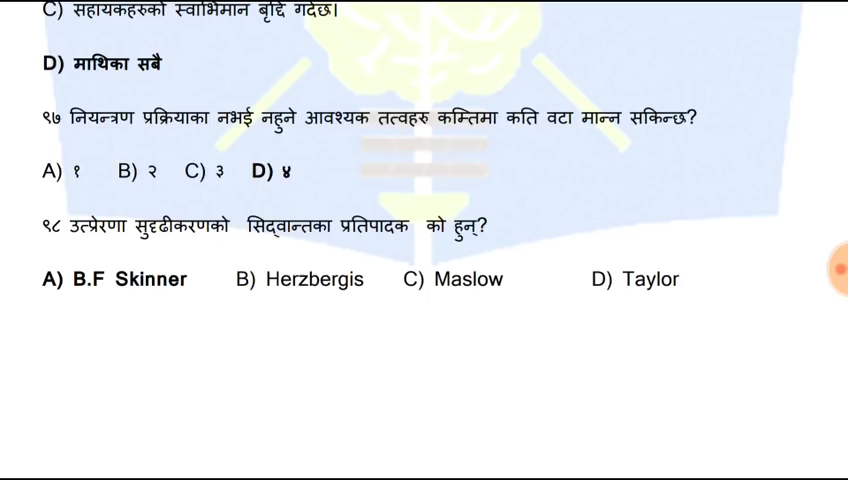 C) सहायकहरुको स्वाभिमान बृद्दि गर्देछ।
D) माथिका सबै
९७ नियन्त्रण प्रक्रियाका नभई नहुने आवश्यक तत्वहरु कम्तिमा कति वटा मान्न सकिन्छ?
A) १ B) २ C) ३ D) ४
९८ उत्प्रेरणा सुदृढीकरणको सिद्वान्तका प्रतिपादक को हुन्?
A) B.F Skinner B) Herzbergis C) Maslow D) Taylor